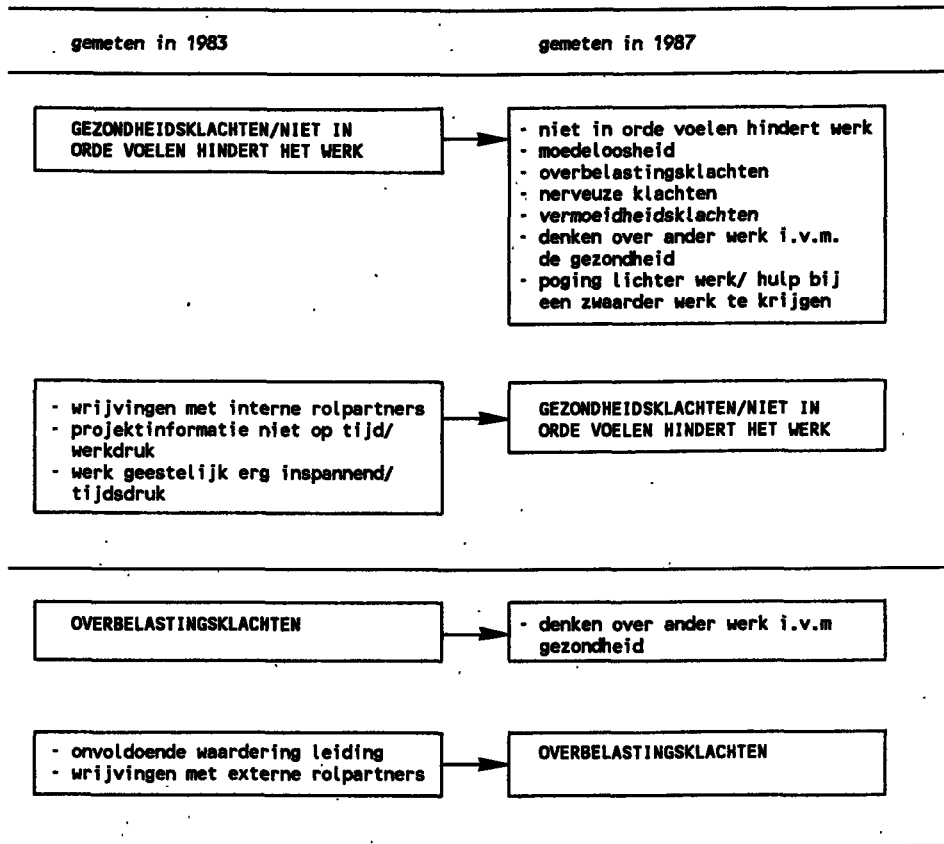 gemeten in 1983
gemeten in 1987
GEZONDHEIDSKLACHTEN/NIET IN
ORDE VOELEN HINDERT HET WERK
- niet in orde voelen hindert werk
- moedeloosheid
- overbelastingsklachten
- nerveuze klachten
- vermoeidheidsklachten
- denken over ander werk i.v.m.
de gezondheid
- poging lichter werk/ hulp bij
een zwaarder werk te krijgen
- wrijvingen met interne rolpartners
- projektinformatie niet op tijd/
werkdruk
- werk geestelijk erg inspannend/
tijdsdruk
GEZONDHEIDSKLACHTEN/NIET IN
ORDE VOELEN HINDERT HET WERK
OVERBELASTINGSKLACHTEN
- denken over ander werk i.v.m
gezondheid
- onvoldoende waardering leiding
- wrijvingen met externe rolpartners
OVERBELASTINGSKLACHTEN